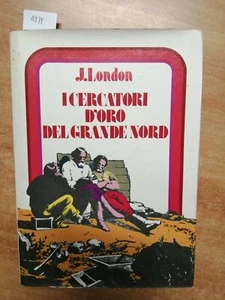 J.London
I CERCATORI
D'ORO
DEL GRANDE NORD